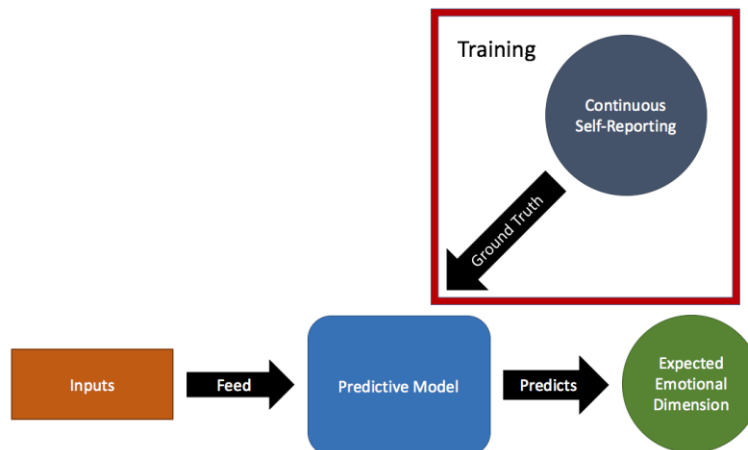 Training
Continuous
Self-Reporting
Ground Truth
Inputs
Feed
Predictive Model
Predicts
Expected
Emotional
Dimension